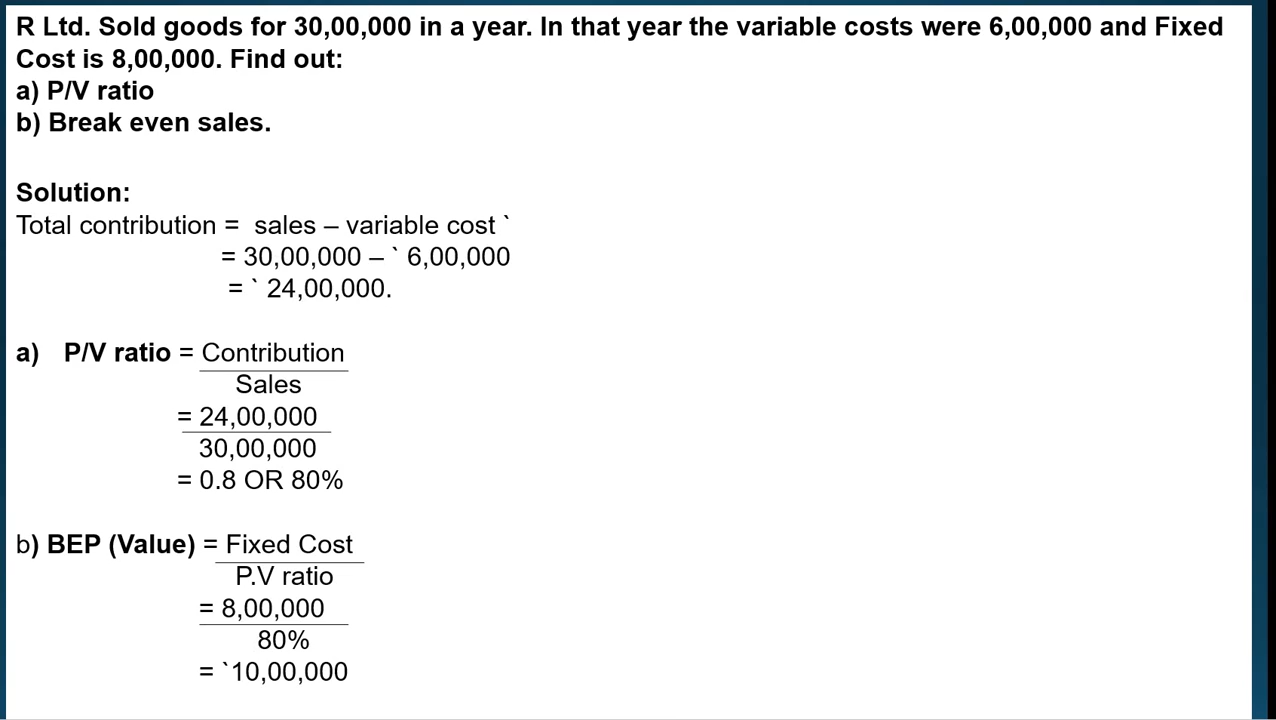 R Ltd. Sold goods for 30,00,000 in a year. In that year the variable costs were 6,00,000 and Fixed
Cost is 8,00,000. Find out:
a) P/V ratio
b) Break even sales.
Solution:
Total contribution = sales – variable cost `
= 30,00,000 – ` 6,00,000
= ` 24,00,000.
a) P/V ratio = Contribution
Sales
= 24,00,000
30,00,000
= 0.8 OR 80%
b) BEP (Value) = Fixed Cost
P.V ratio
= 8,00,000
80%
= `10,00,000